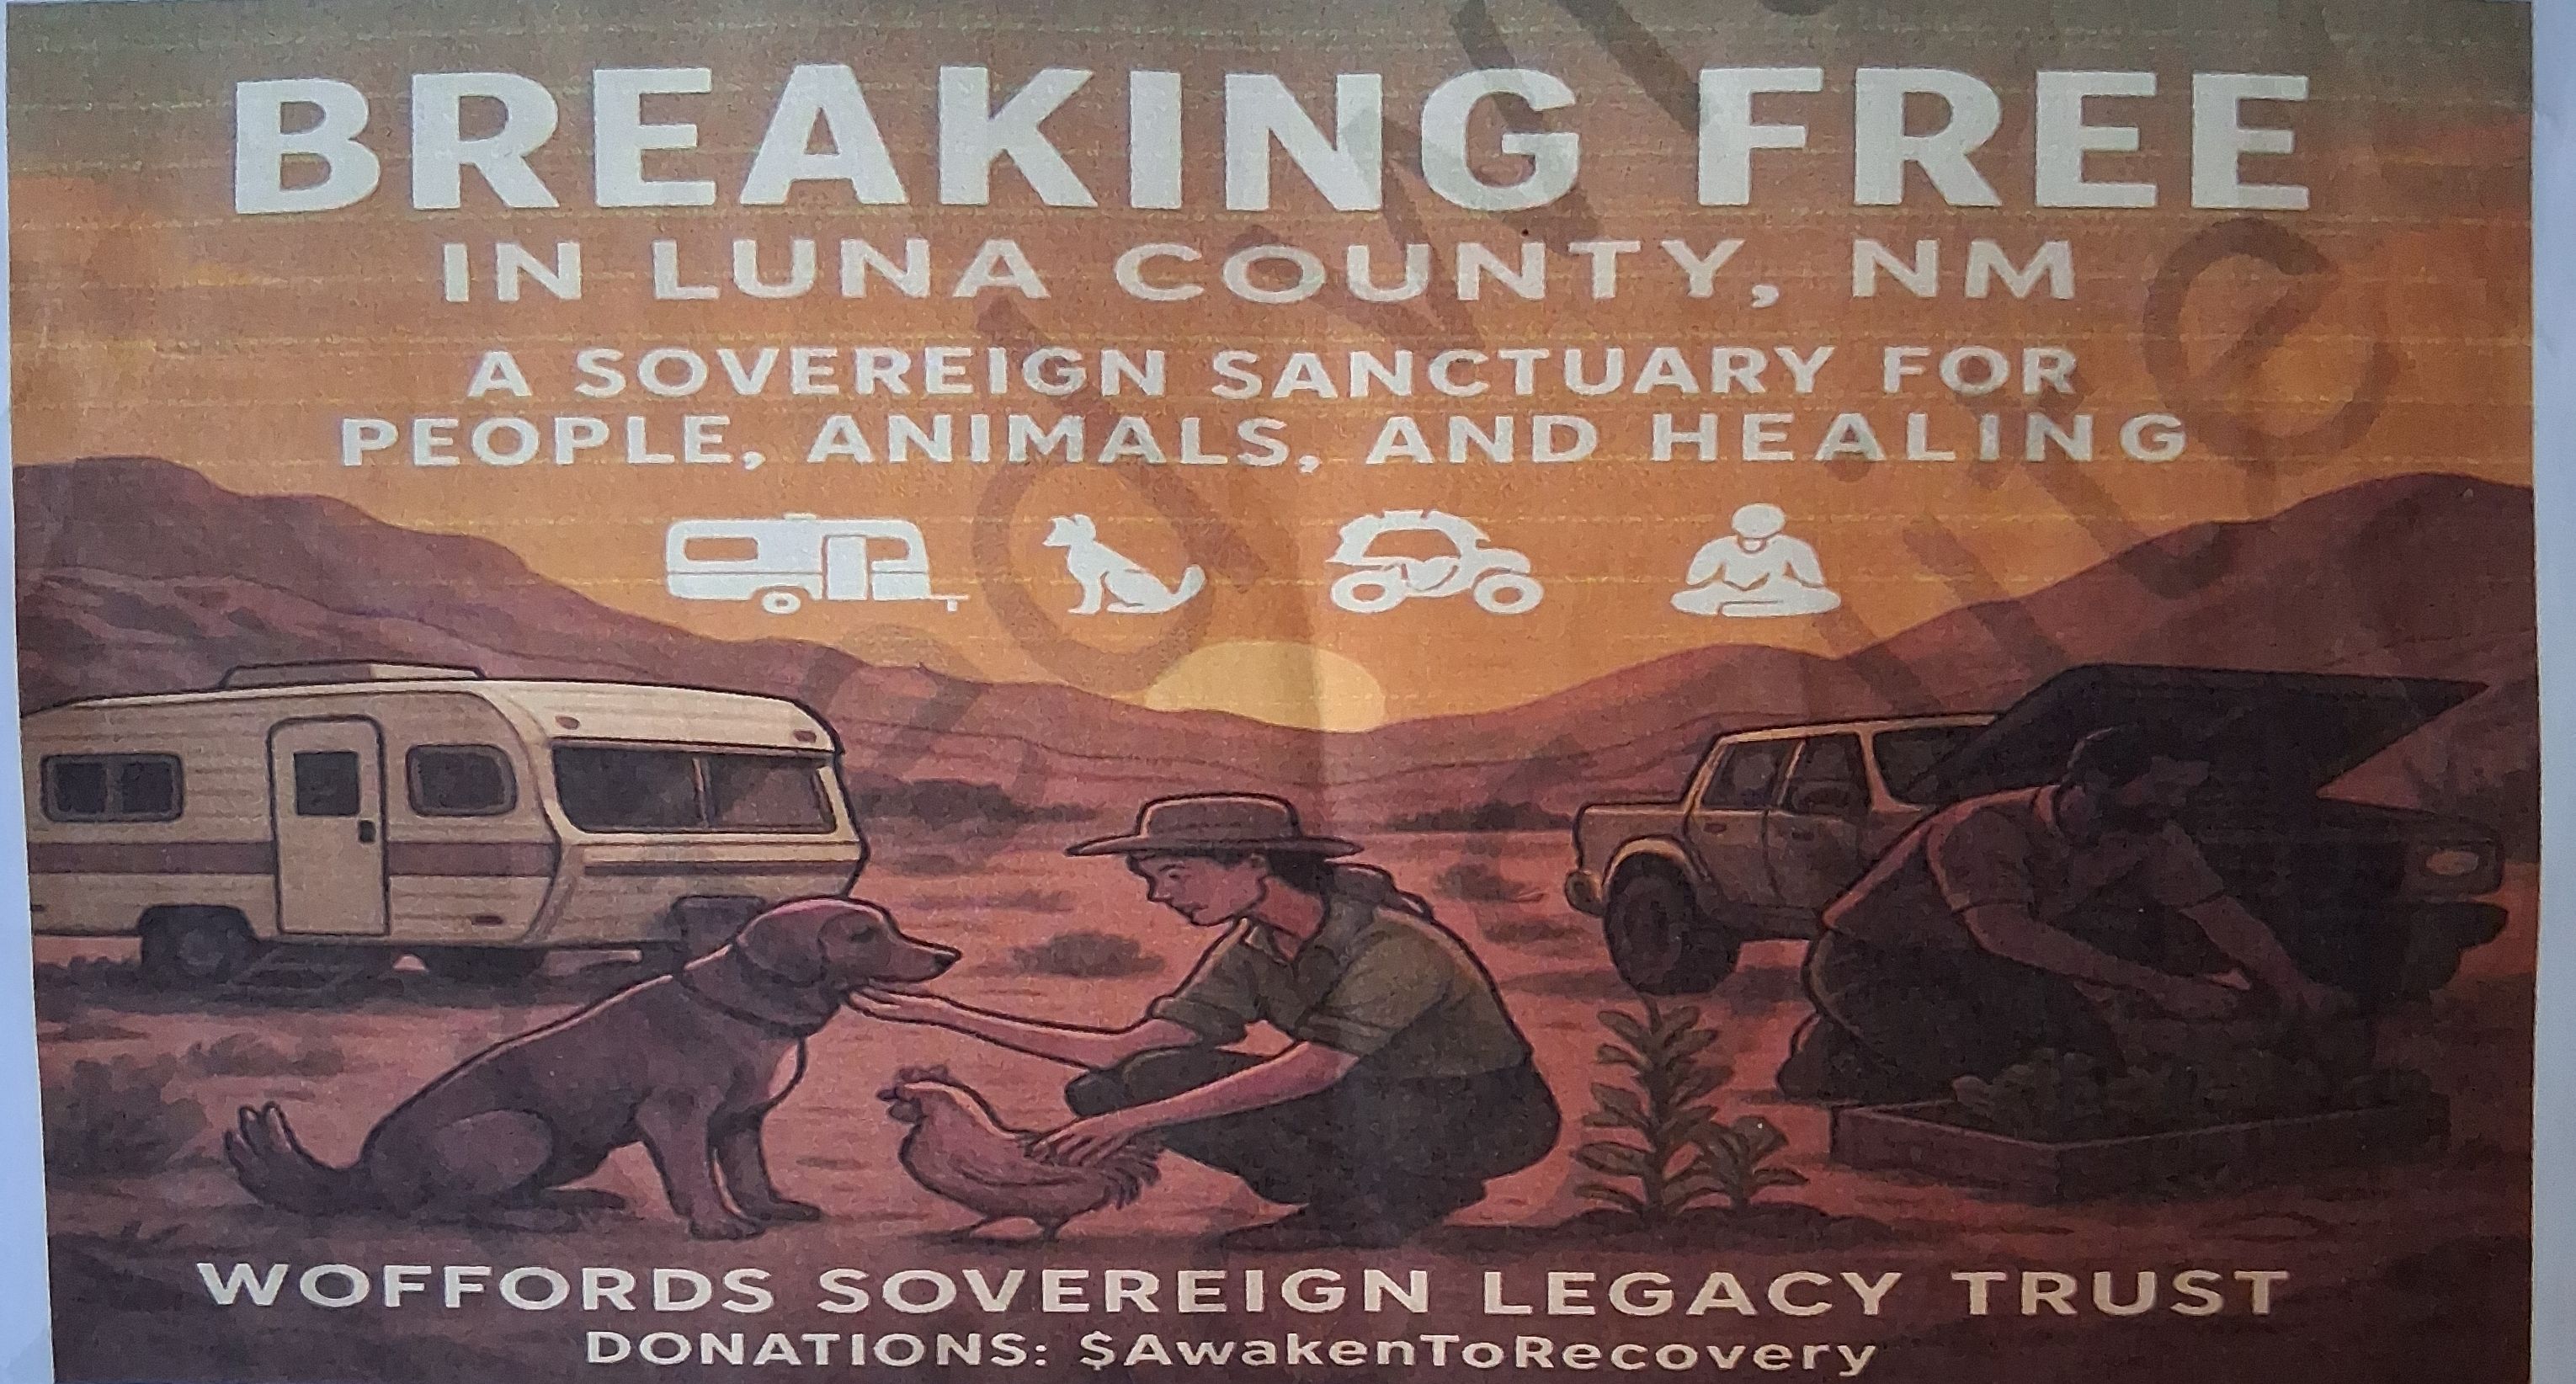 BREAKING FREE
IN LUNA COUNTY, NM
A SOVEREIGN SANCTUARY FOR
PEOPLE, ANIMALS, AND HEALING
WOFFORDS SOVEREIGN LEGACY TRUST
DONATIONS: $AwakenToRecovery